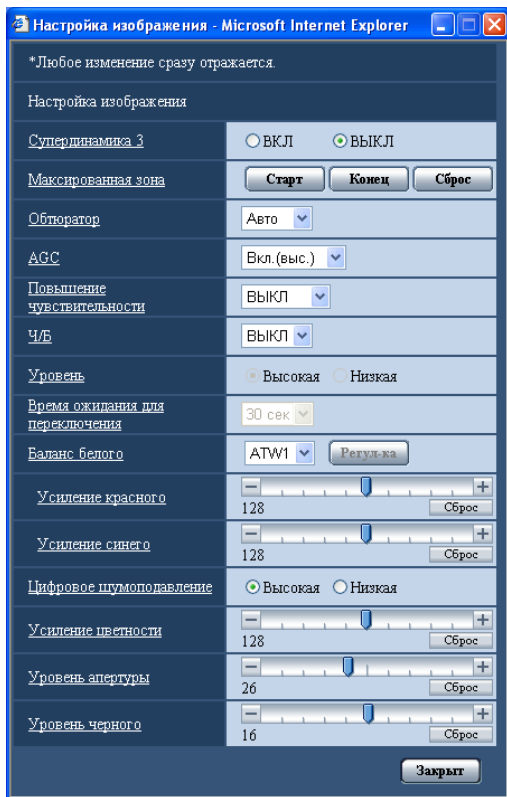 Настройка изображения - Microsoft Internet Explorer
*Любое изменение сразу отражается.
Настройка изображения
Супердинамика 3 ВКЛ ВЫКЛ
Максированная зона Старт Конец Сброс
Обтюратор Авто
AGC Вкл.(выс.)
Повышение
чувствительности ВЫКЛ
Ч/Б ВЫКЛ
Уровень Высокая Низкая
Время ожидания для
переключения 30 сек
Баланс белого ATW1 Регул-ка
Усиление красного 128 Сброс
Усиление синего 128 Сброс
Цифровое шумоподавление Высокая Низкая
Усиление цветности 128 Сброс
Уровень апертуры 26 Сброс
Уровень черного 16 Сброс
Закрыт